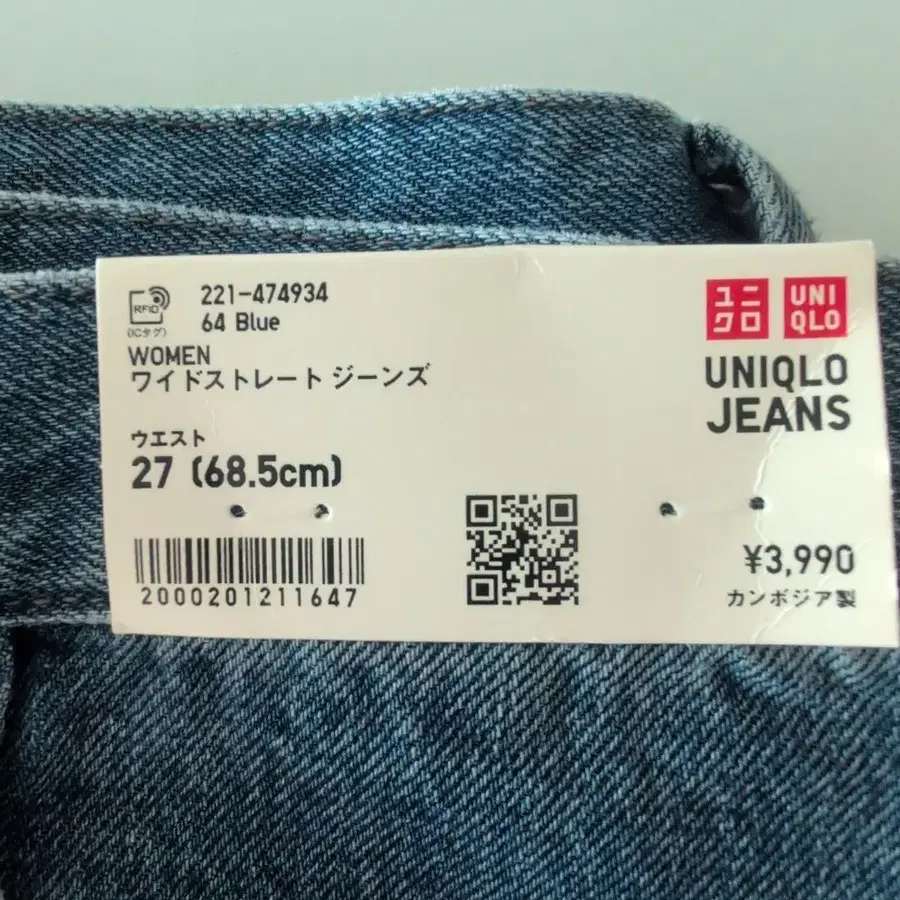 RFID
(ICタグ)
221-474934
64 Blue
WOMEN
ワイドストレート ジーンズ
ウエスト
27 (68.5cm)
2000201211647
ユニ
クロ
UNI
QLO
UNIQLO
JEANS
¥3,990
カンボジア製